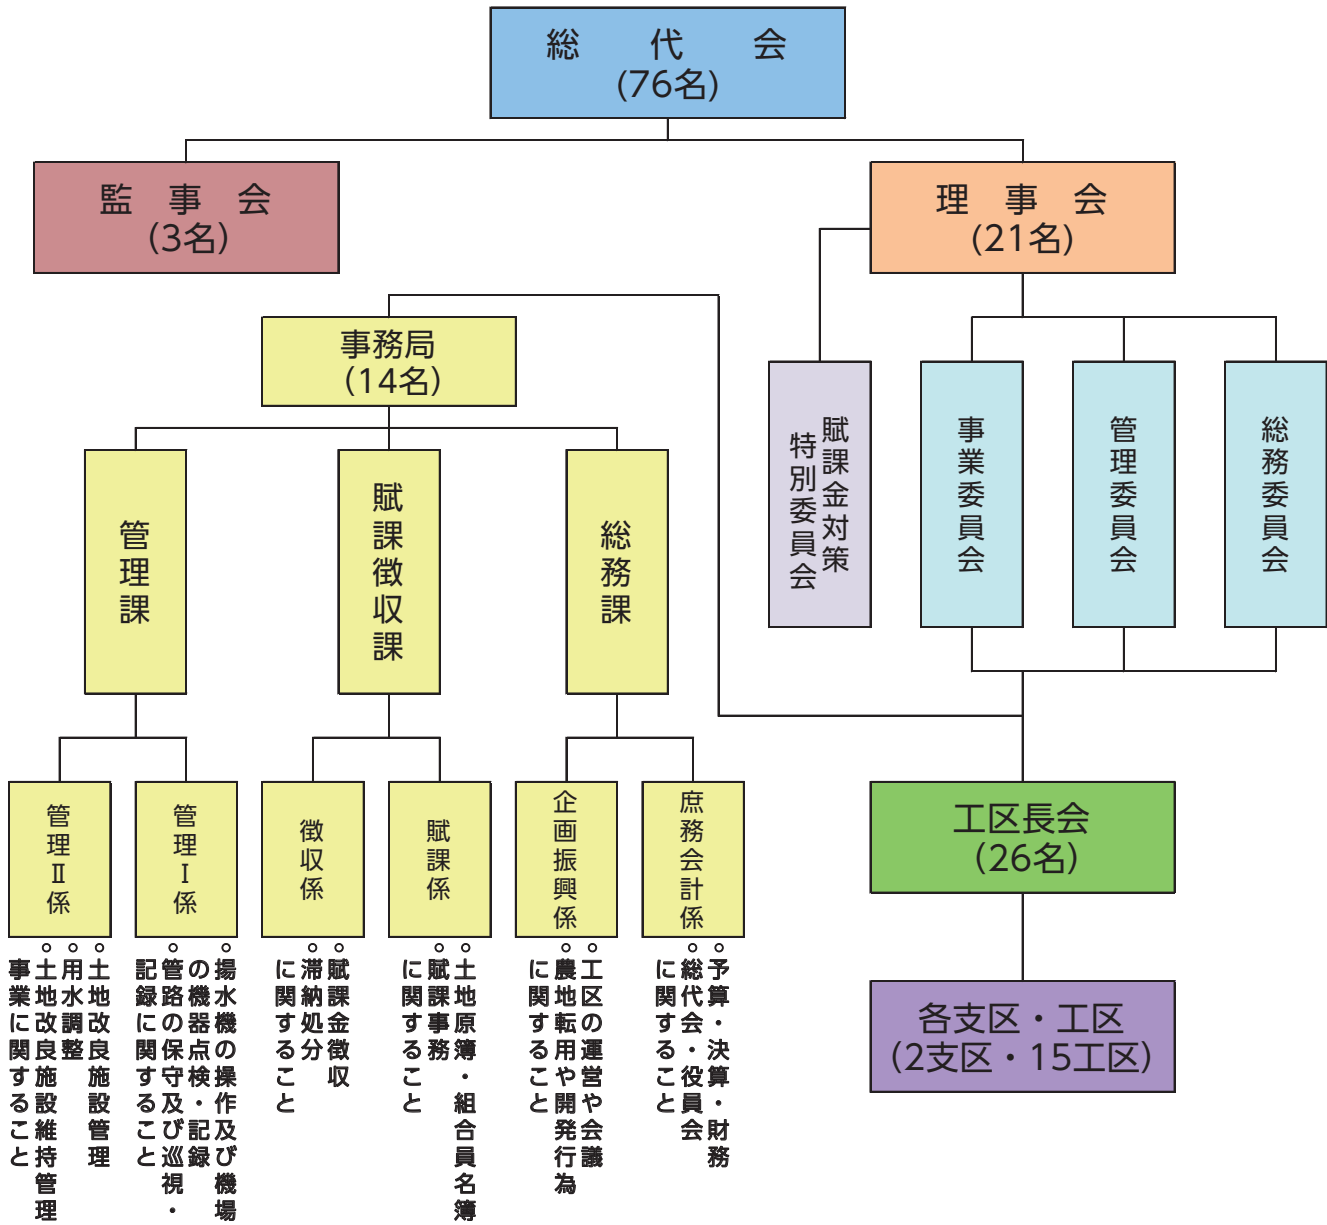 総代会
(76名)
監事会
(3名)
理事会
(21名)
事務局
(14名)
賦課金対策
特別委員会
事業委員会
管理委員会
総務委員会
管理課
賦課徴収課
総務課
管理Ⅱ係
管理Ⅰ係
徴収係
賦課係
企画振興係
庶務会計係
工区長会
(26名)
各支区・工区
(2支区・15工区)
。土地改良施設管理
。用水調整
。土地改良施設維持管理
事業に関すること
。揚水機の操作及び機場
の機器点検・記録
。管路の保守及び巡視・
記録に関すること
。賦課金徴収
。滞納処分
に関すること
。土地原簿・組合員名簿
。賦課事務
に関すること
。工区の運営や会議
。農地転用や開発行為
に関すること
。予算・決算・財務
。総代会・役員会
に関すること